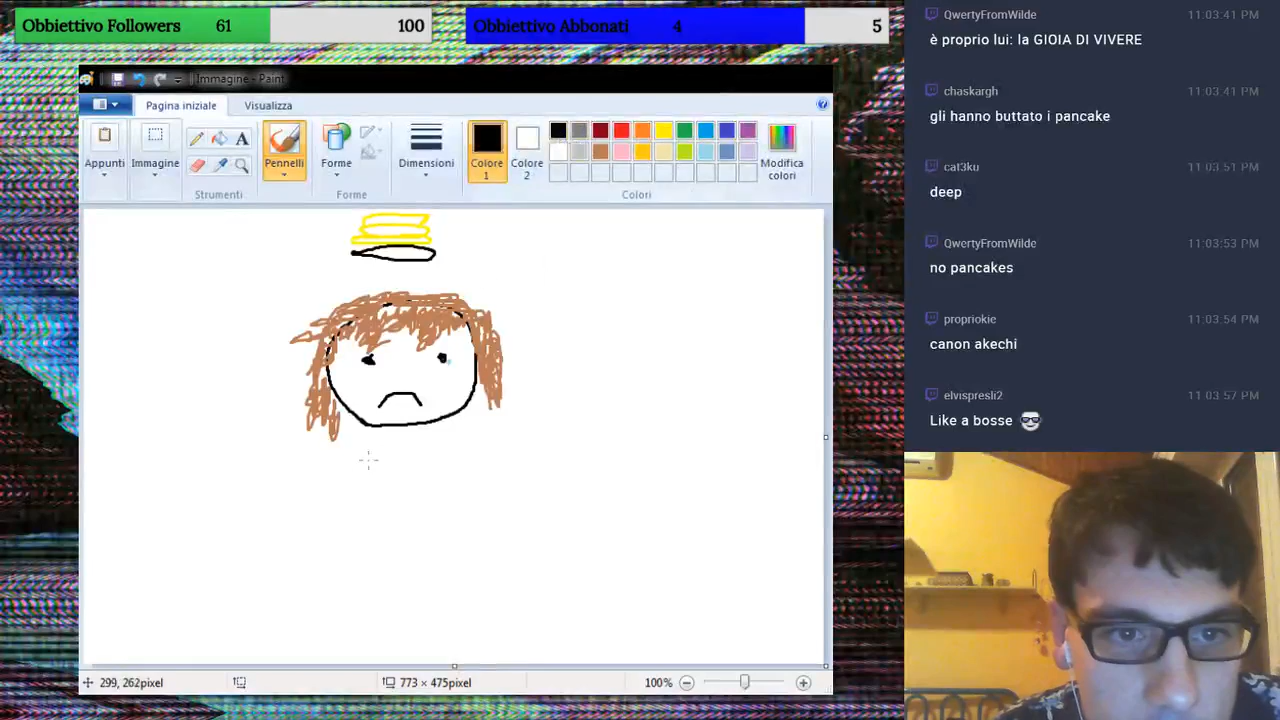 Obbiettivo Followers 61 100
Obbiettivo Abbonati 4 5
Immagine - Paint
Pagina iniziale
Visualizza
Appunti
Immagine
Strumenti
Pennelli
Forme
Forme
Dimensioni
Colore
1
Colore
2
Modifica
colori
Colori
299, 262pixel
773 × 475pixel
100%
QwertyFromWilde 11:03:41 PM
è proprio lui: la GIOIA DI VIVERE
chaskargh 11:03:41 PM
gli hanno buttato i pancake
cat3ku 11:03:51 PM
deep
QwertyFromWilde 11:03:53 PM
no pancakes
propriokie 11:03:54 PM
canon akechi
elvispresli2 11:03:57 PM
Like a bosse